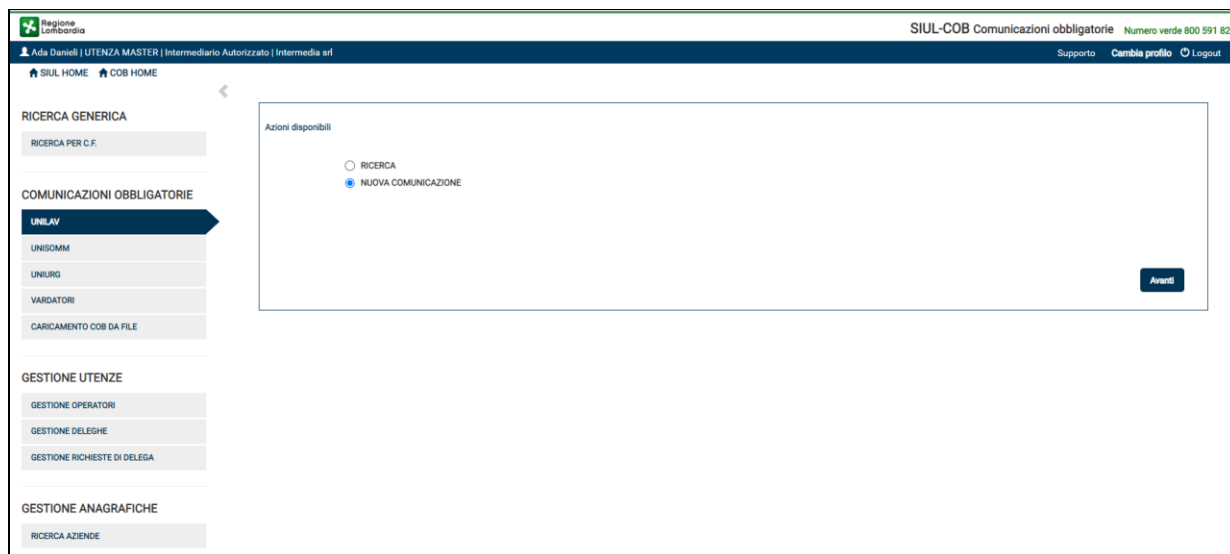 Regione
Lombardia
SIUL-COB Comunicazioni obbligatorie Numero verde 800 591 82
Ada Danieli | UTENZA MASTER | Intermediario Autorizzato | Intermedia srl
Supporto Cambia profilo Logout
SIUL HOME COB HOME
RICERCA GENERICA
RICERCA PER C.F.
COMUNICAZIONI OBBLIGATORIE
UNILAV
UNISOMM
UNIURG
VARDATORI
CARICAMENTO COB DA FILE
GESTIONE UTENZE
GESTIONE OPERATORI
GESTIONE DELEGHE
GESTIONE RICHIESTE DI DELEGA
GESTIONE ANAGRAFICHE
RICERCA AZIENDE
Azioni disponibili
RICERCA
NUOVA COMUNICAZIONE
Avanti